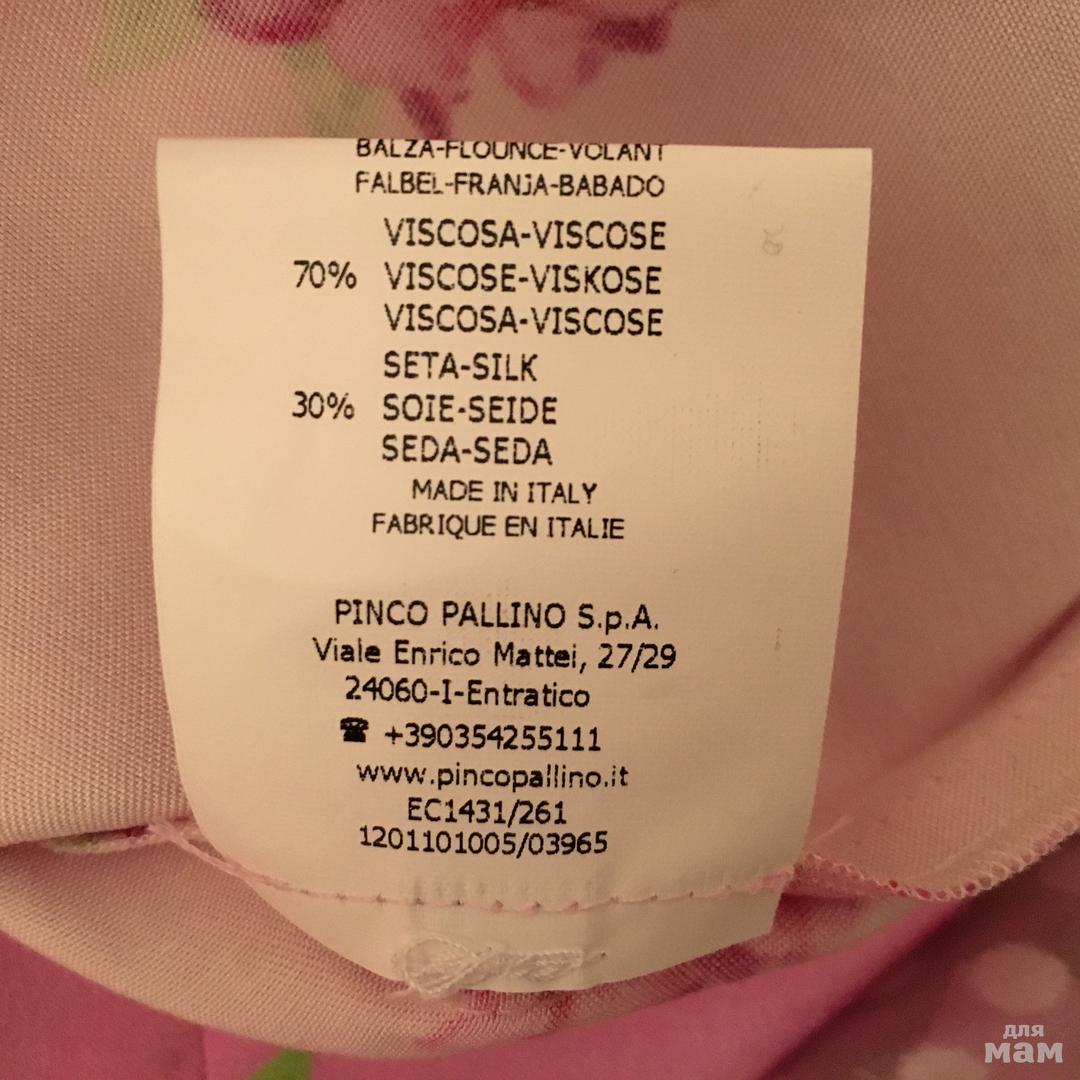 BALZA-FLOUNCE-VOLANT
FALBEL-FRANJA-BABADO
VISCOSA-VISCOSE
70% VISCOSE-VISKOSE
VISCOSA-VISCOSE
SETA-SILK
30% SOIE-SEIDE
SEDA-SEDA
MADE IN ITALY
FABRIQUE EN ITALIE
PINCO PALLINO S.p.A.
Viale Enrico Mattei, 27/29
24060-I-Entratico
☎ +390354255111
www.pincopallino.it
EC1431/261
1201101005/03965
для
мам